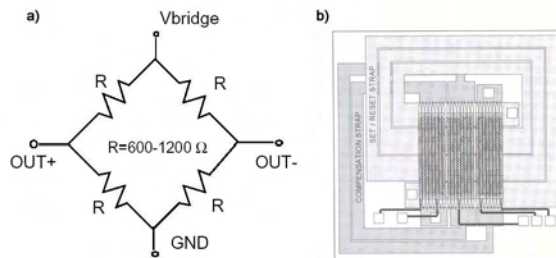 a)
Vbridge
R
R
R=600-1200 Ω
OUT+
OUT-
R
R
GND
b)
COMPENSATION STRAP
SET / RESET STRAP